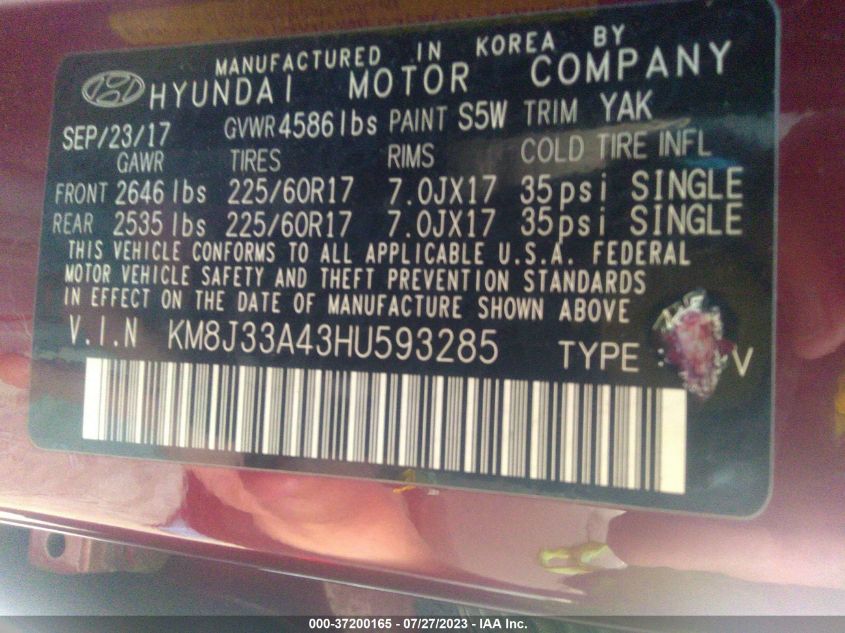 MANUFACTURED IN KOREA BY
HYUNDAI MOTOR COMPANY
SEP/23/17 GVWR 4586 lbs PAINT S5W TRIM YAK
GAWR TIRES RIMS COLD TIRE INFL
FRONT 2646 lbs 225/60R17 7.0JX17 35psi SINGLE
REAR 2535 lbs 225/60R17 7.0JX17 35psi SINGLE
THIS VEHICLE CONFORMS TO ALL APPLICABLE U.S.A. FEDERAL
MOTOR VEHICLE SAFETY AND THEFT PREVENTION STANDARDS
IN EFFECT ON THE DATE OF MANUFACTURE SHOWN ABOVE
V.I.N KM8J33A43HU593285 TYPE : V
000-37200165 - 07/27/2023 - IAA Inc.